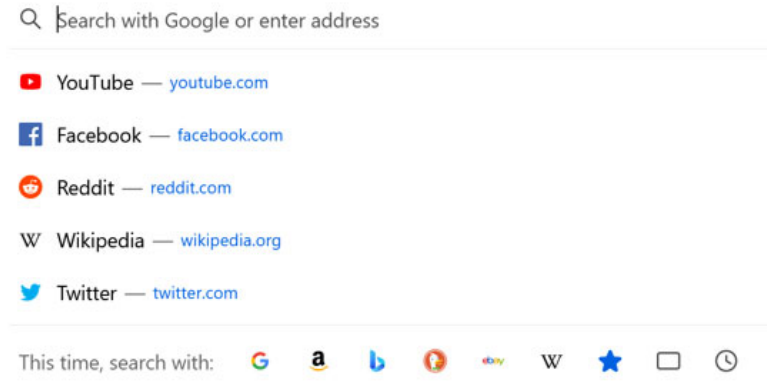 Search with Google or enter address
YouTube — youtube.com
Facebook — facebook.com
Reddit — reddit.com
W Wikipedia — wikipedia.org
Twitter — twitter.com
This time, search with: G a b ebay W